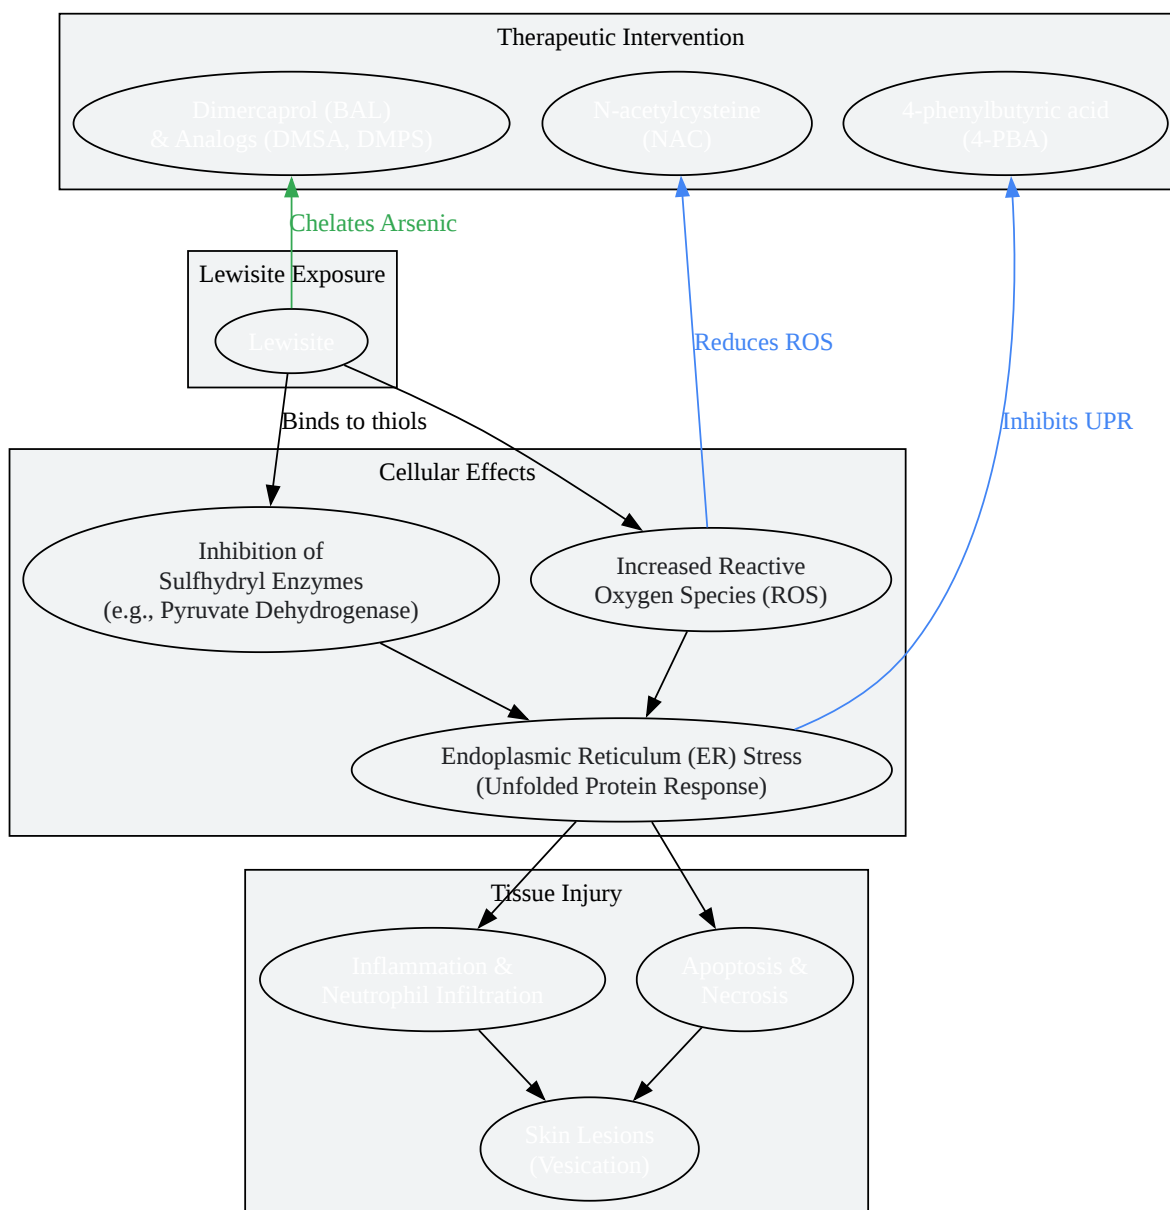 Therapeutic Intervention
Dimercaprol (BAL)
& Analogs (DMSA, DMPS)
N-acetylcysteine
(NAC)
4-phenylbutyric acid
(4-PBA)
Chelates Arsenic
Lewisite Exposure
Lewisite
Reduces ROS
Binds to thiols
Inhibits UPR
Cellular Effects
Inhibition of
Sulfhydryl Enzymes
(e.g., Pyruvate Dehydrogenase)
Increased Reactive
Oxygen Species (ROS)
Endoplasmic Reticulum (ER) Stress
(Unfolded Protein Response)
Tissue Injury
Inflammation &
Neutrophil Infiltration
Apoptosis &
Necrosis
Skin Lesions
(Vesication)